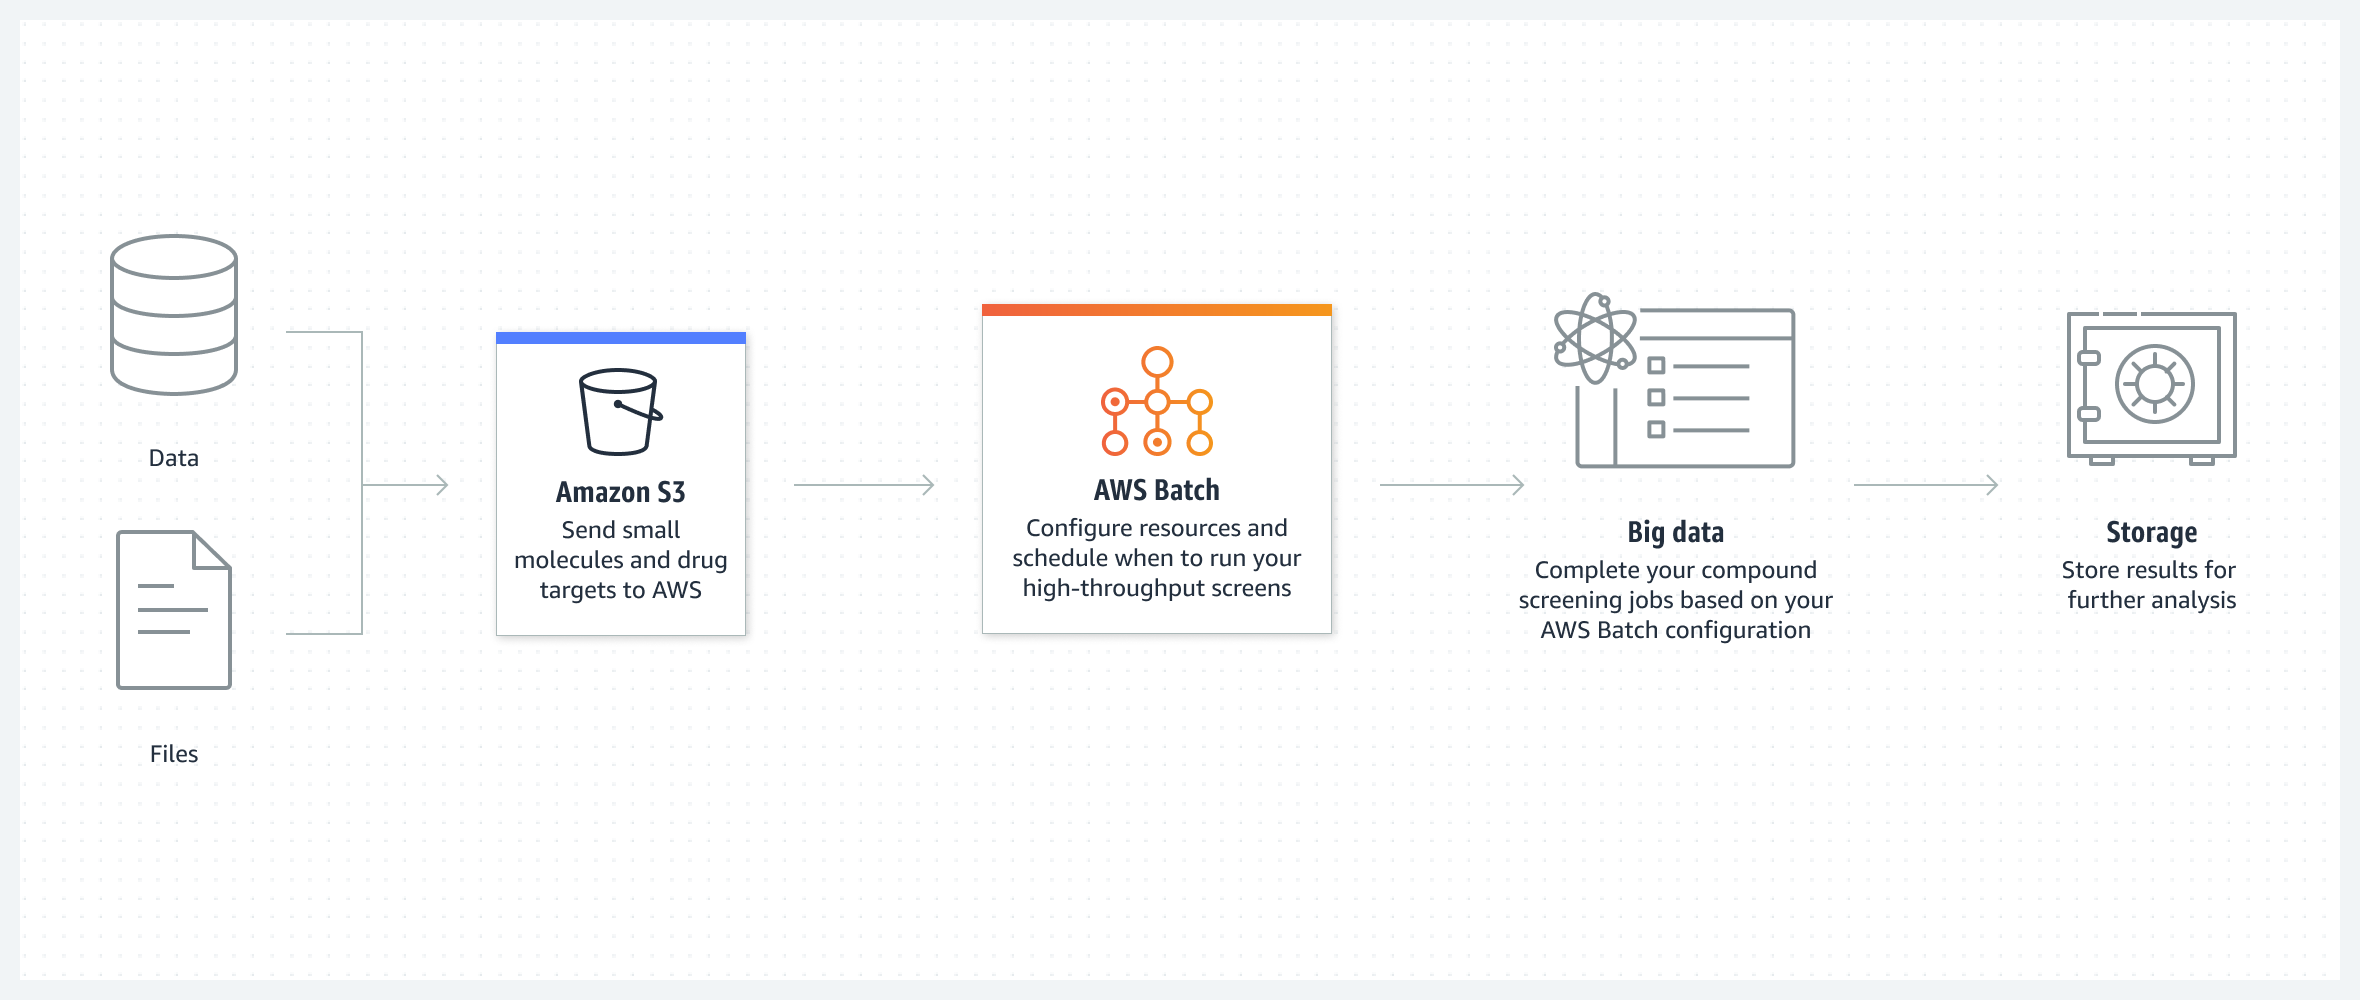 Data
Files
Amazon S3
Send small
molecules and drug
targets to AWS
AWS Batch
Configure resources and
schedule when to run your
high-throughput screens
Big data
Complete your compound
screening jobs based on your
AWS Batch configuration
Storage
Store results for
further analysis